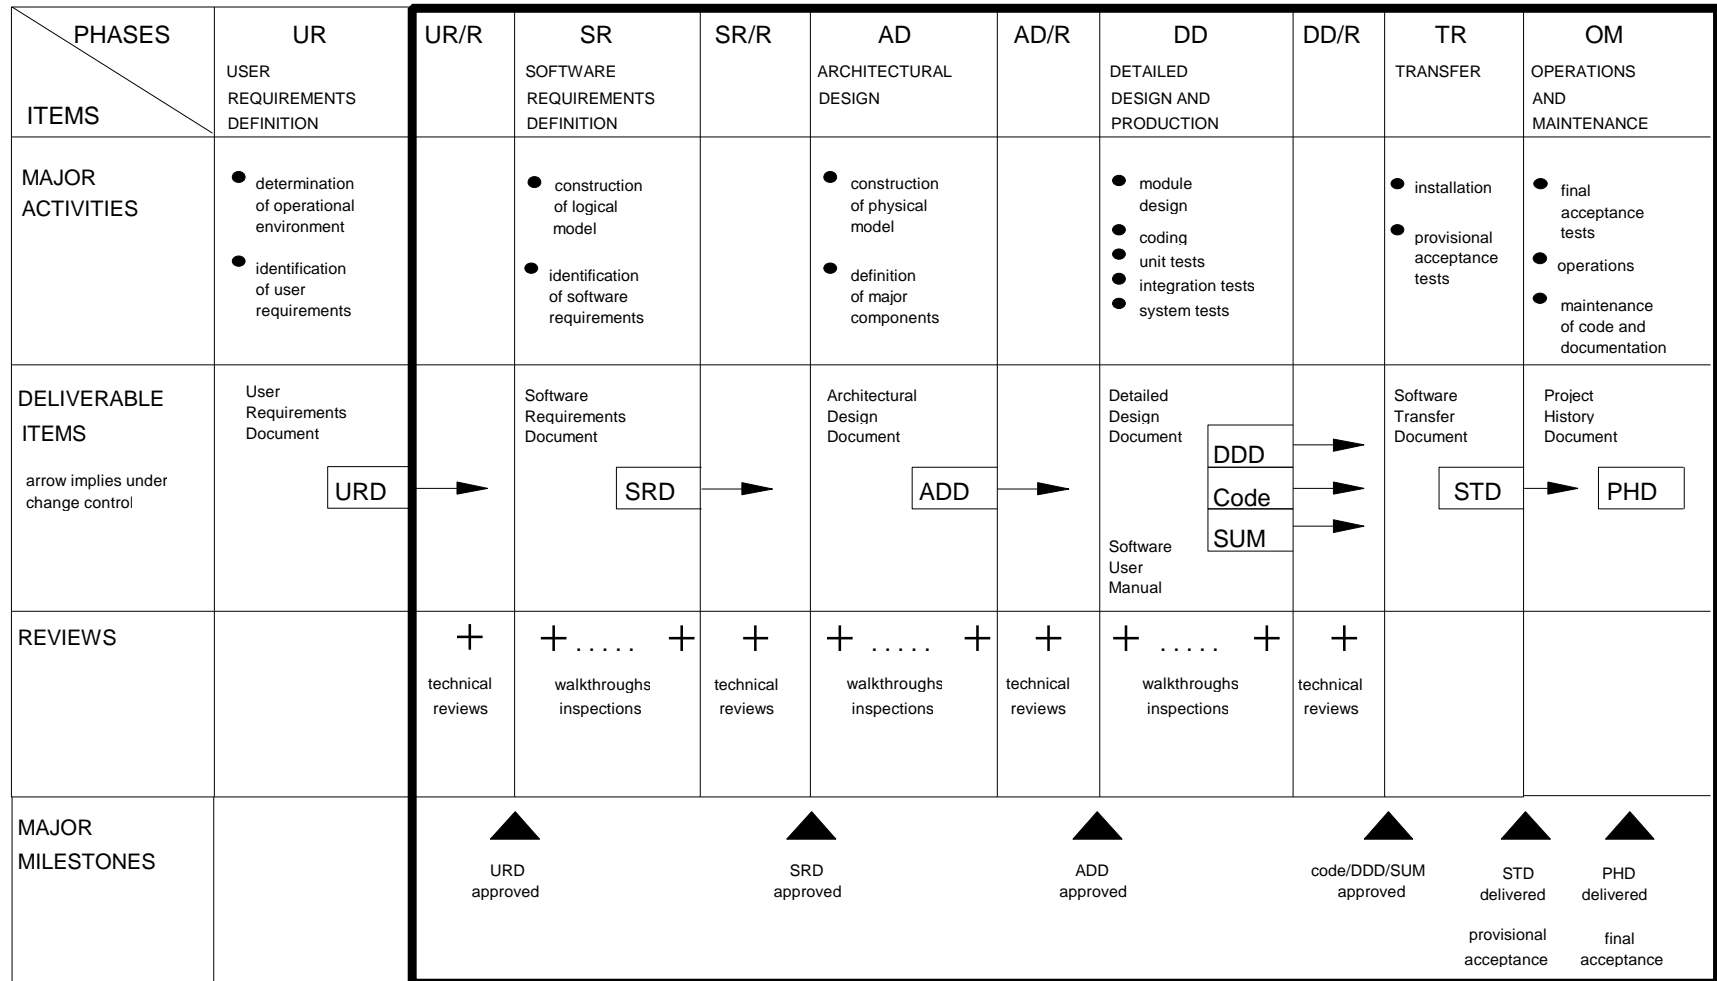 PHASES
ITEMS
UR
USER
REQUIREMENTS
DEFINITION
UR/R
SR
SOFTWARE
REQUIREMENTS
DEFINITION
SR/R
AD
ARCHITECTURAL
DESIGN
AD/R
DD
DETAILED
DESIGN AND
PRODUCTION
DD/R
TR
TRANSFER
OM
OPERATIONS
AND
MAINTENANCE
MAJOR
ACTIVITIES
determination
of operational
environment
identification
of user
requirements
construction
of logical
model
identification
of software
requirements
construction
of physical
model
definition
of major
components
module
design
coding
unit tests
integration tests
system tests
installation
provisional
acceptance
tests
final
acceptance
tests
operations
maintenance
of code and
documentation
DELIVERABLE
ITEMS
arrow implies under
change control
User
Requirements
Document
URD
Software
Requirements
Document
SRD
Architectural
Design
Document
ADD
Detailed
Design
Document
DDD
Code
SUM
Software
User
Manual
Software
Transfer
Document
STD
Project
History
Document
PHD
REVIEWS
+
technical
reviews
+ ..... +
walkthroughs
inspections
+
technical
reviews
+ ..... +
walkthroughs
inspections
+
technical
reviews
+ ..... +
walkthroughs
inspections
+
technical
reviews
MAJOR
MILESTONES
URD
approved
SRD
approved
ADD
approved
code/DDD/SUM
approved
STD
delivered
provisional
acceptance
PHD
delivered
final
acceptance